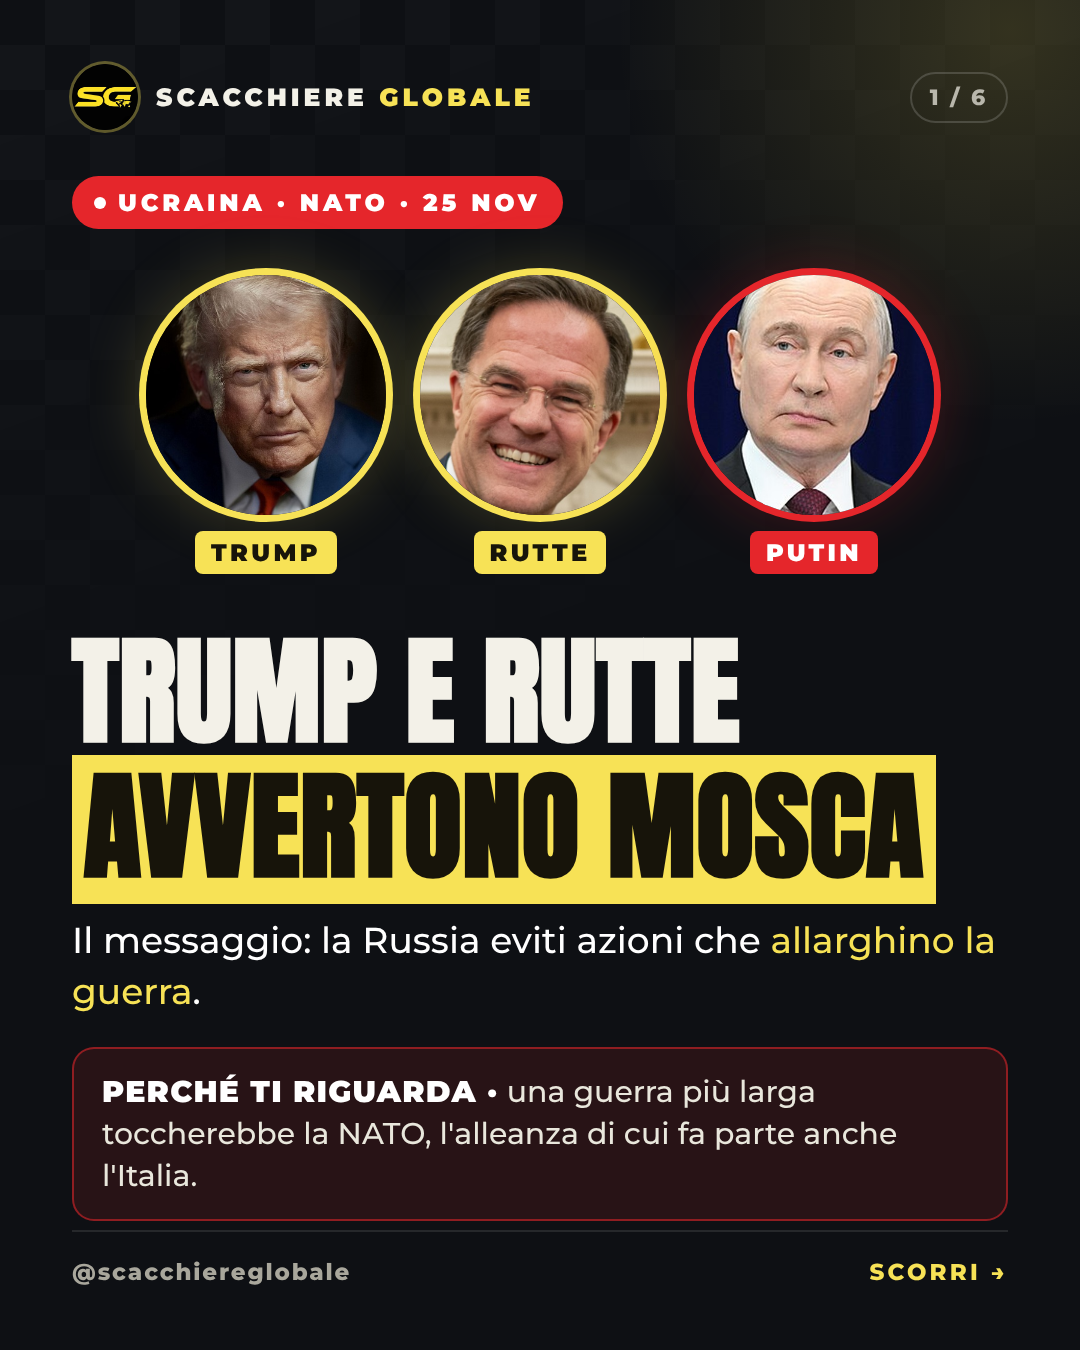 SG
SCACCHIERE GLOBALE
1 / 6
• UCRAINA • NATO • 25 NOV
TRUMP
RUTTE
PUTIN
TRUMP E RUTTE
AVVERTONO MOSCA
Il messaggio: la Russia eviti azioni che allarghino la
guerra.
PERCHÉ TI RIGUARDA • una guerra più larga
toccherebbe la NATO, l'alleanza di cui fa parte anche
l'Italia.
@scacchiereglobale
SCORRI →